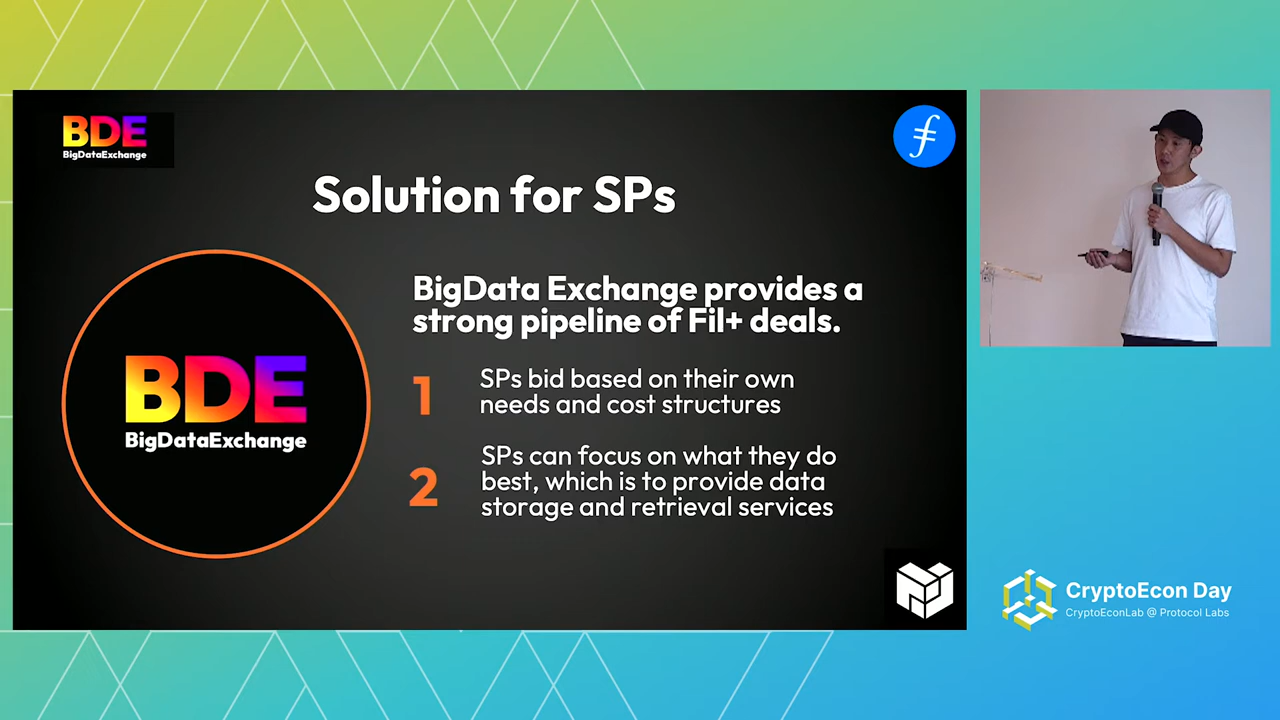 BDE
BigDataExchange
Solution for SPs
BigData Exchange provides a
strong pipeline of Fil+ deals.
BDE
BigDataExchange
1
SPs bid based on their own
needs and cost structures
2
SPs can focus on what they do
best, which is to provide data
storage and retrieval services
CryptoEcon Day
CryptoEconLab @ Protocol Labs